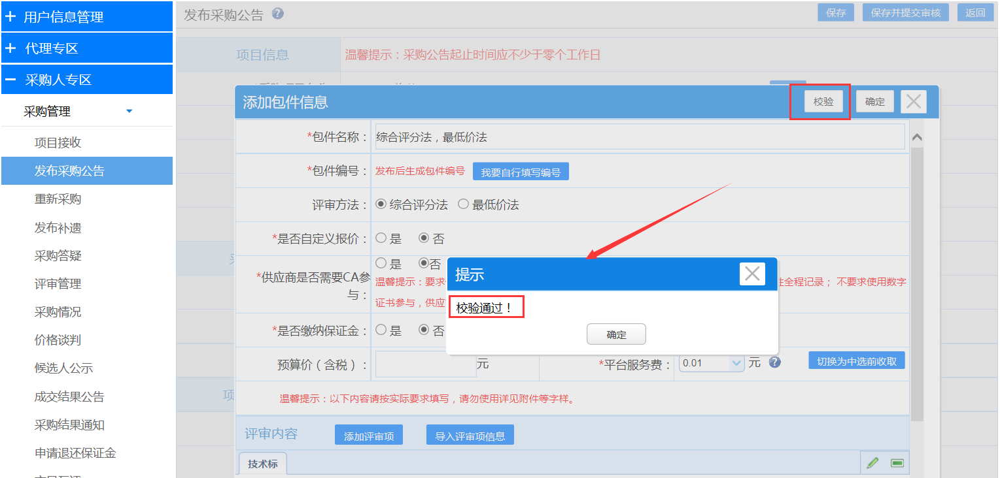 用户信息管理
代理专区
采购人专区
采购管理
项目接收
发布采购公告
重新采购
发布补遗
采购答疑
评审管理
采购情况
价格谈判
候选人公示
成交结果公告
采购结果通知
申请退还保证金
发布采购公告
保存
保存并提交审核
返回
项目信息
温馨提示：采购公告起止时间应不少于零个工作日
添加包件信息
校验
确定
*包件名称：
综合评分法，最低价法
*包件编号：
发布后生成包件编号
我要自行填写编号
评审方法：
综合评分法 最低价法
*是否自定义报价：
是 否
*供应商是否需要CA参
与：
是 否
温馨提示：要求
全程记录； 不要求使用数字
证书参与，供应
提示
校验通过！
确定
*是否缴纳保证金：
是 否
预算价（含税）：
元
*平台服务费：
0.01
元
切换为中选前收取
温馨提示：以下内容请按实际要求填写，请勿使用详见附件等字样。
评审内容
添加评审项
导入评审项信息
技术标